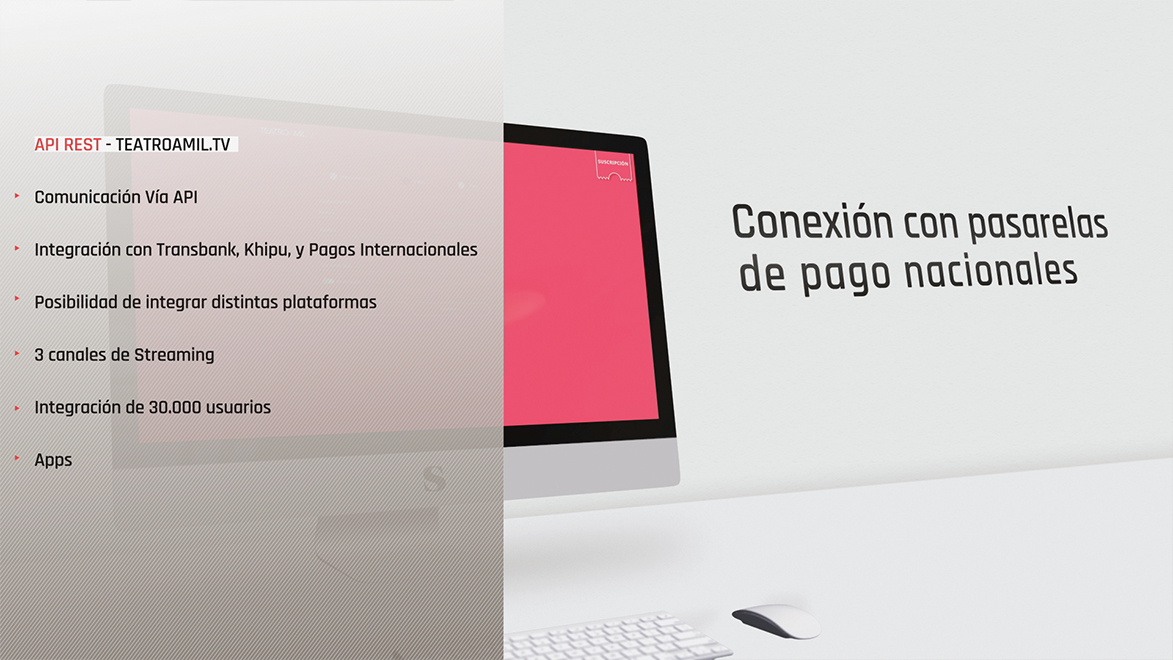 API REST - TEATROAMIL.TV
Comunicación Vía API
Integración con Transbank, Khipu, y Pagos Internacionales
Posibilidad de integrar distintas plataformas
3 canales de Streaming
Integración de 30.000 usuarios
Apps
S
SUSCRIPCIÓN
Conexión con pasarelas
de pago nacionales